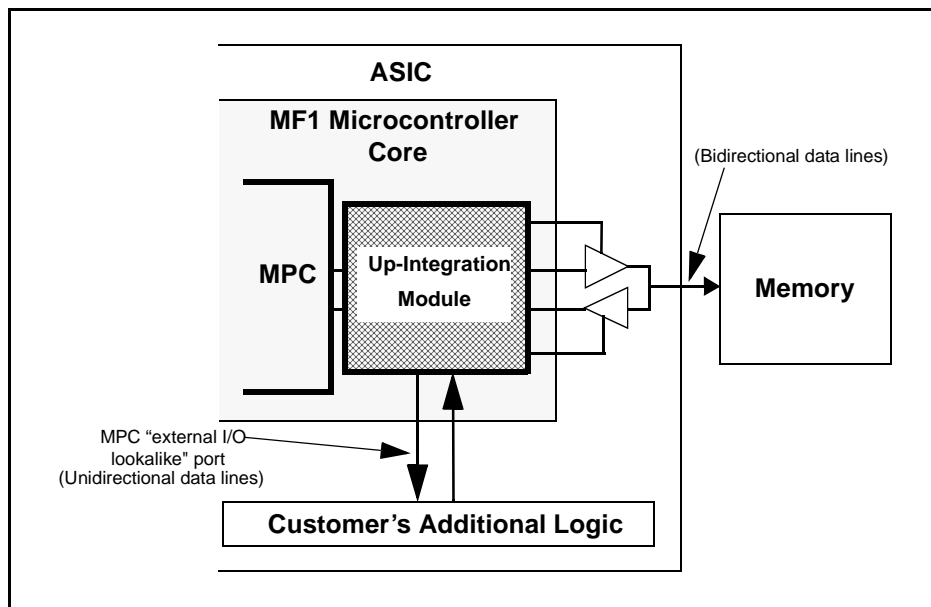 ASIC
MF1 Microcontroller
Core
(Bidirectional data lines)
MPC
Up-Integration
Module
Memory
MPC “external I/O
lookalike" port
(Unidirectional data lines)
Customer’s Additional Logic